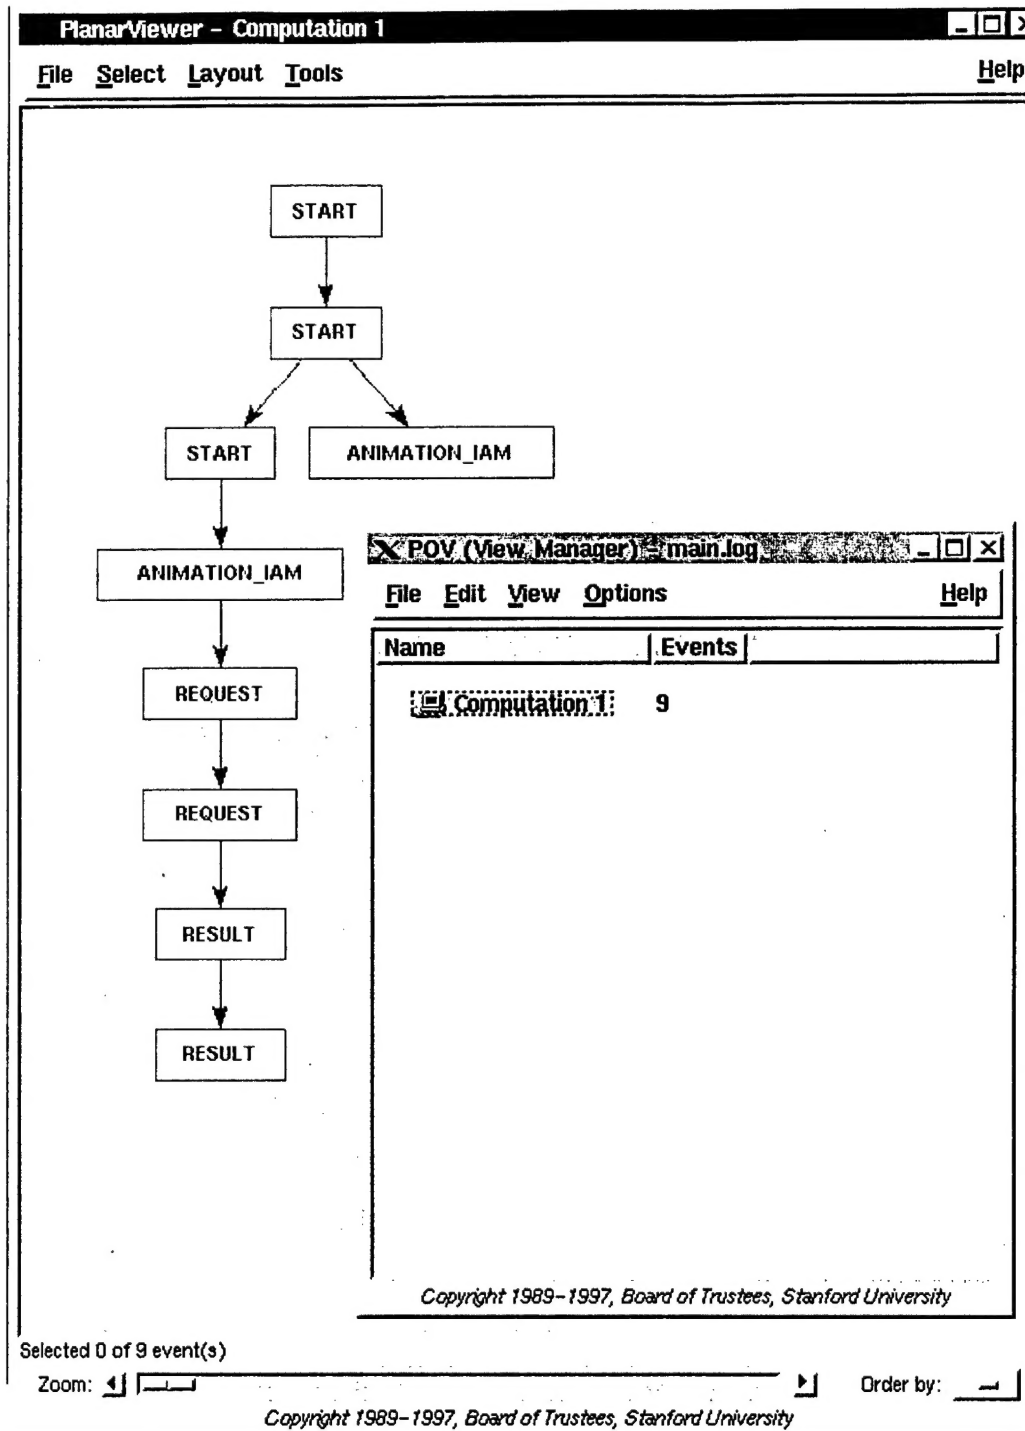 PlanarViewer - Computation 1
File Select Layout Tools Help
START
START
START ANIMATION_IAM
ANIMATION_IAM
REQUEST
REQUEST
RESULT
RESULT
POV (View Manager) - main.log
File Edit View Options Help
Name Events
Computation 1 9
Copyright 1989-1997, Board of Trustees, Stanford University
Selected 0 of 9 event(s)
Zoom: Order by:
Copyright 1989-1997, Board of Trustees, Stanford University